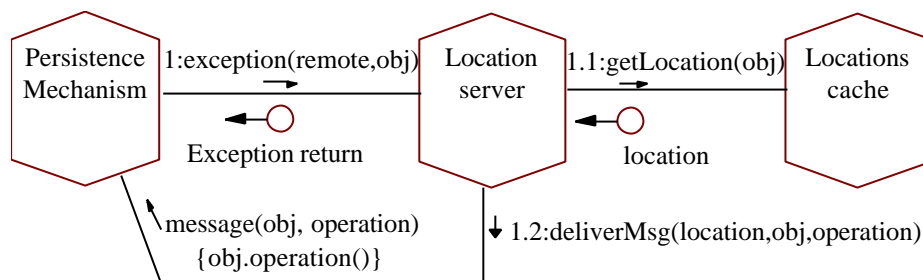 Persistence
Mechanism
1:exception(remote,obj)
Location
server
1.1:getLocation(obj)
Locations
cache
Exception return
location
message(obj, operation)
{obj.operation()}
1.2:deliverMsg(location,obj,operation)